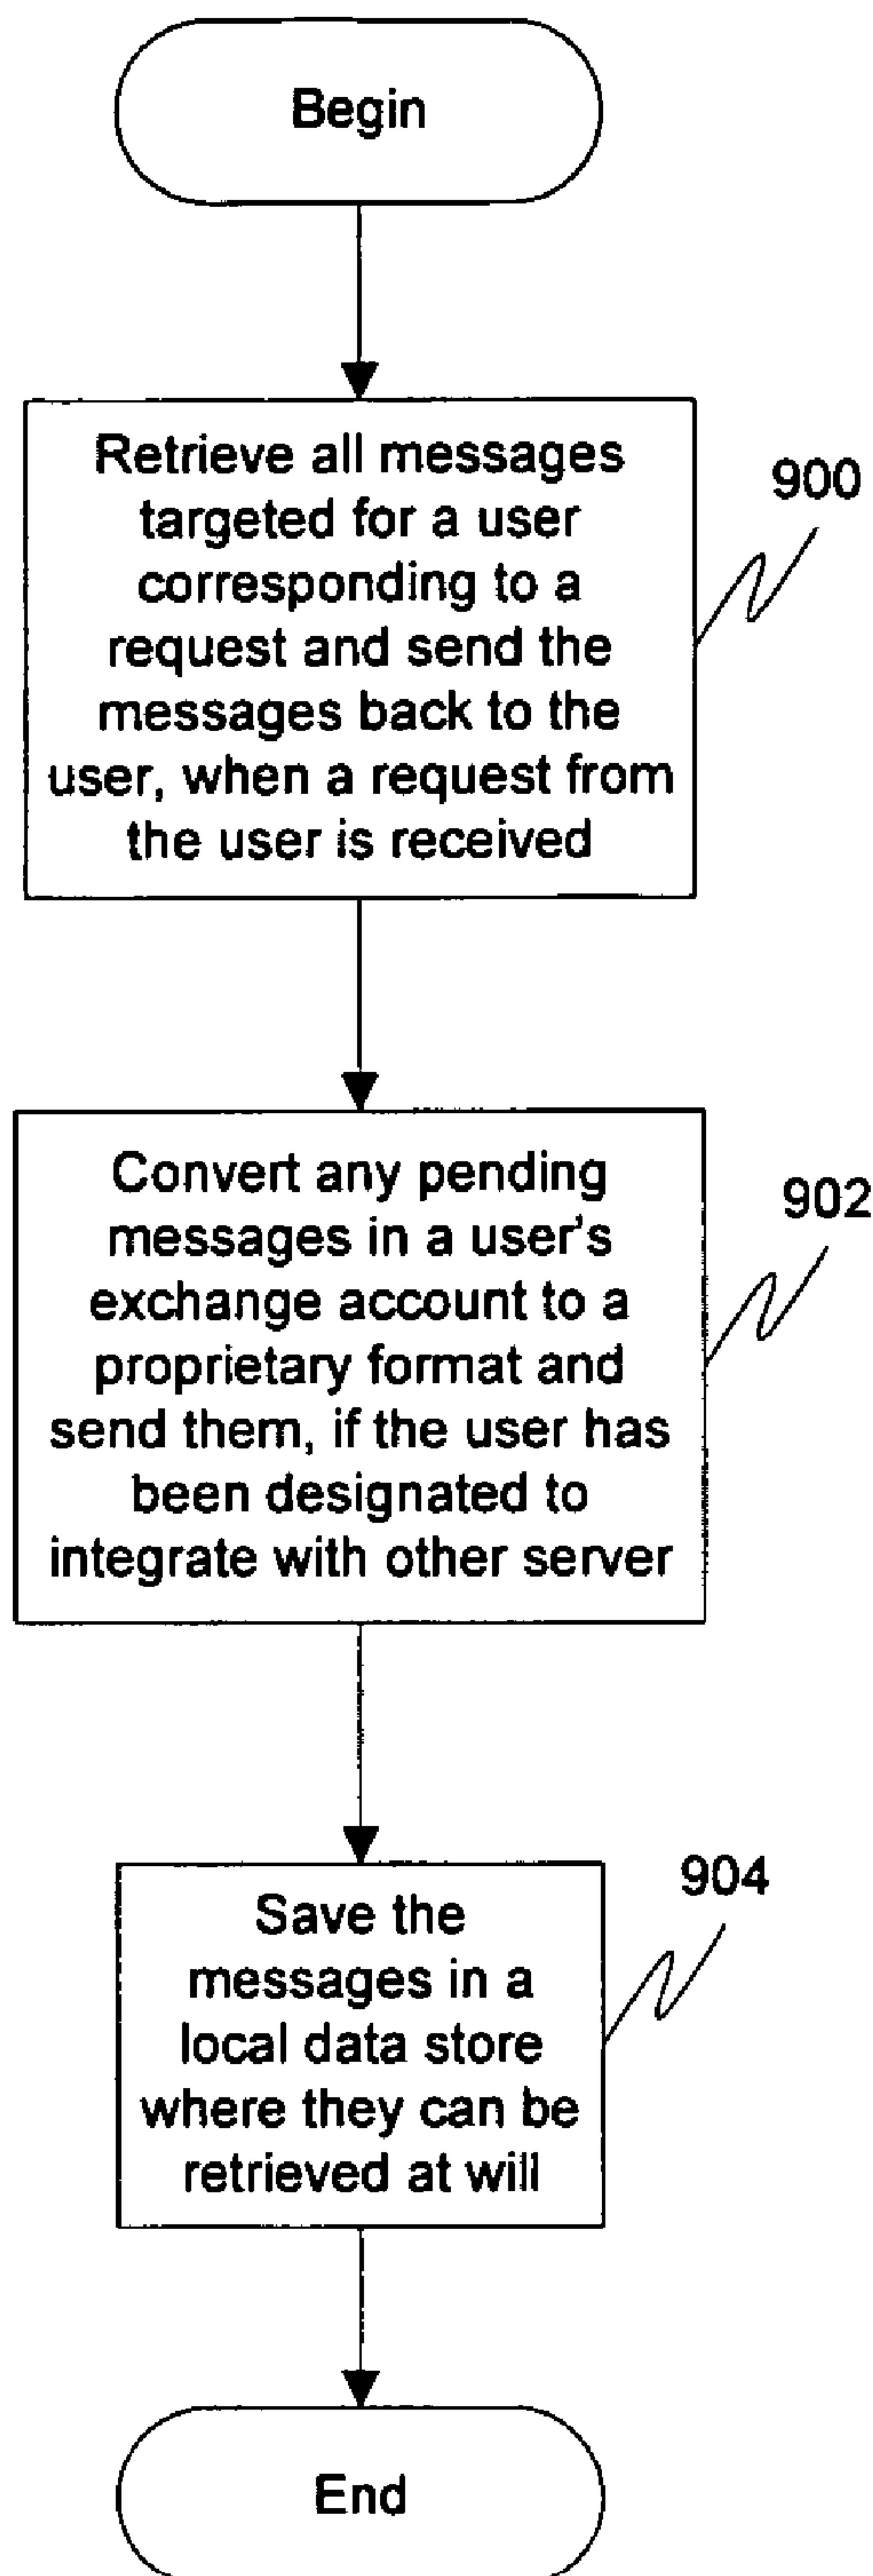 Begin
Retrieve all messages
targeted for a user
corresponding to a
request and send the
messages back to the
user, when a request from
the user is received
900
Convert any pending
messages in a user's
exchange account to a
proprietary format and
send them, if the user has
been designated to
integrate with other server
902
Save the
messages in a
local data store
where they can be
retrieved at will
904
End